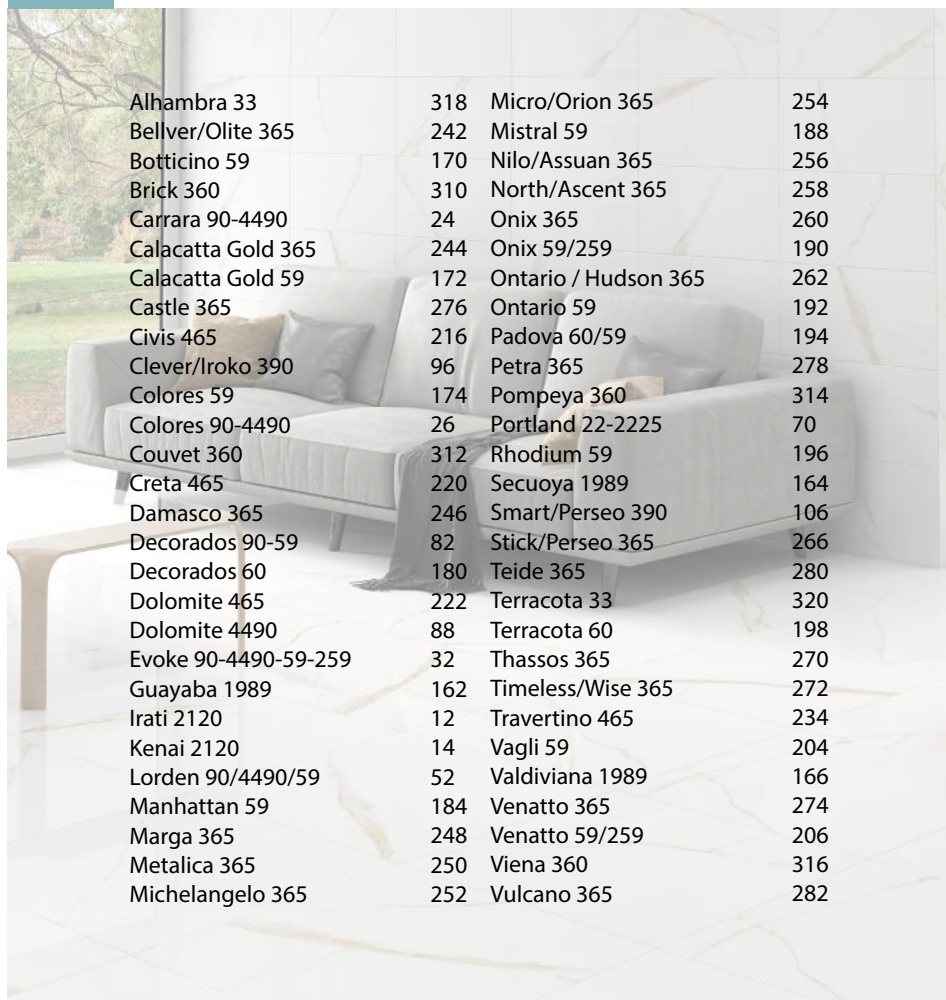 Alhambra 33 318
Bellver/Olite 365 242
Botticino 59 170
Brick 360 310
Carrara 90-4490 24
Calacatta Gold 365 244
Calacatta Gold 59 172
Castle 365 276
Civis 465 216
Clever/Iroko 390 96
Colores 59 174
Colores 90-4490 26
Couvet 360 312
Creta 465 220
Damasco 365 246
Decorados 90-59 82
Decorados 60 180
Dolomite 465 222
Dolomite 4490 88
Evoke 90-4490-59-259 32
Guayaba 1989 162
Irati 2120 12
Kenai 2120 14
Lorden 90/4490/59 52
Manhattan 59 184
Marga 365 248
Metalica 365 250
Michelangelo 365 252
Micro/Orion 365 254
Mistral 59 188
Nilo/Assuan 365 256
North/Ascent 365 258
Onix 365 260
Onix 59/259 190
Ontario / Hudson 365 262
Ontario 59 192
Padova 60/59 194
Petra 365 278
Pompeya 360 314
Portland 22-2225 70
Rhodium 59 196
Secuoya 1989 164
Smart/Perseo 390 106
Stick/Perseo 365 266
Teide 365 280
Terracota 33 320
Terracota 60 198
Thassos 365 270
Timeless/Wise 365 272
Travertino 465 234
Vagli 59 204
Valdiviana 1989 166
Venatto 365 274
Venatto 59/259 206
Viena 360 316
Vulcano 365 282